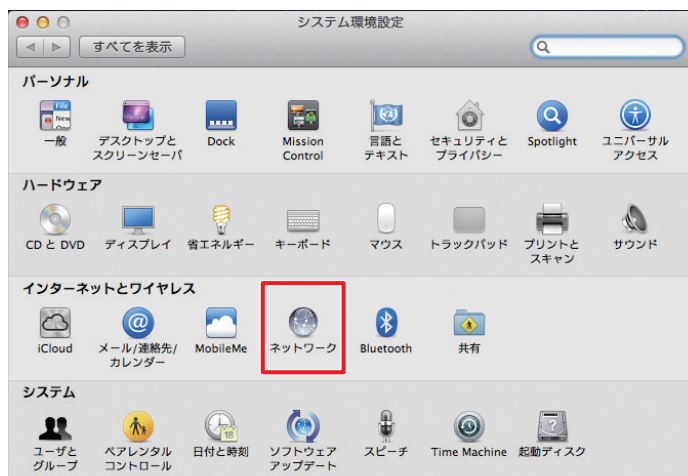 システム環境設定
すべてを表示
パーソナル
一般
デスクトップと
スクリーンセーバ
Dock
Mission
Control
言語と
テキスト
セキュリティと
プライバシー
Spotlight
ユニバーサル
アクセス
ハードウェア
CD と DVD
ディスプレイ
省エネルギー
キーボード
マウス
トラックパッド
プリントと
スキャン
サウンド
インターネットとワイヤレス
iCloud
メール/連絡先/
カレンダー
MobileMe
ネットワーク
Bluetooth
共有
システム
ユーザと
グループ
ペアレンタル
コントロール
18
日付と時刻
ソフトウェア
アップデート
スピーチ
Time Machine
起動ディスク